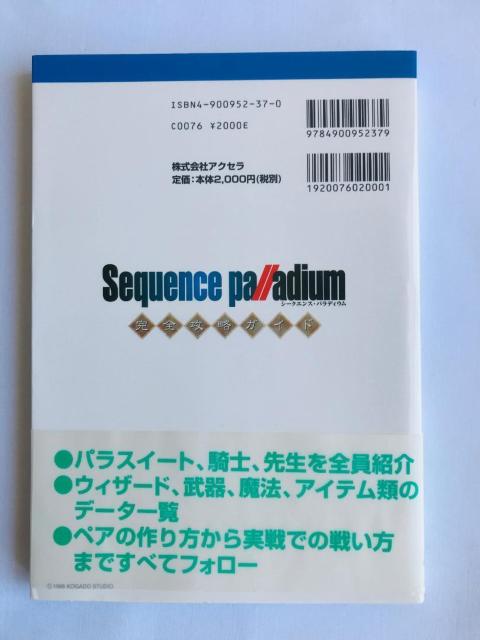 ISBN4-900952-37-0
C0076 ¥2000E
9784900952379
1920076020001
株式会社アクセラ
定価：本体2,000円(税別)
Sequence palladium
シークエンス・パラディウム
完全攻略ガイド
●パラスイート、騎士、先生を全員紹介
●ウィザード、武器、魔法、アイテム類の
データ一覧
●ペアの作り方から実戦での戦い方
まですべてフォロー
© 1998 KOGADO STUDIO